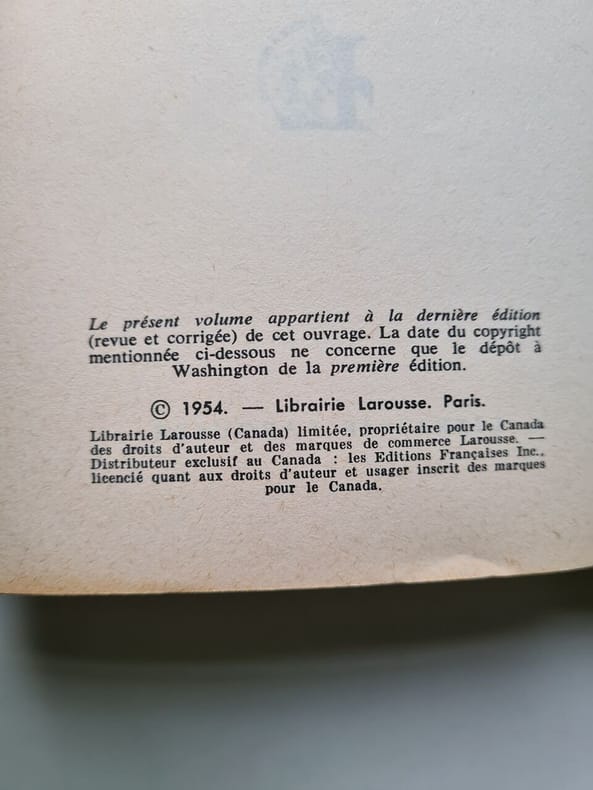 Le présent volume appartient à la dernière édition
(revue et corrigée) de cet ouvrage. La date du copyright
mentionnée ci-dessous ne concerne que le dépôt à
Washington de la première édition.
© 1954. — Librairie Larousse. Paris.
Librairie Larousse (Canada) limitée, propriétaire pour le Canada
des droits d'auteur et des marques de commerce Larousse. —
Distributeur exclusif au Canada : les Editions Françaises Inc.,
licencié quant aux droits d'auteur et usager inscrit des marques
pour le Canada.